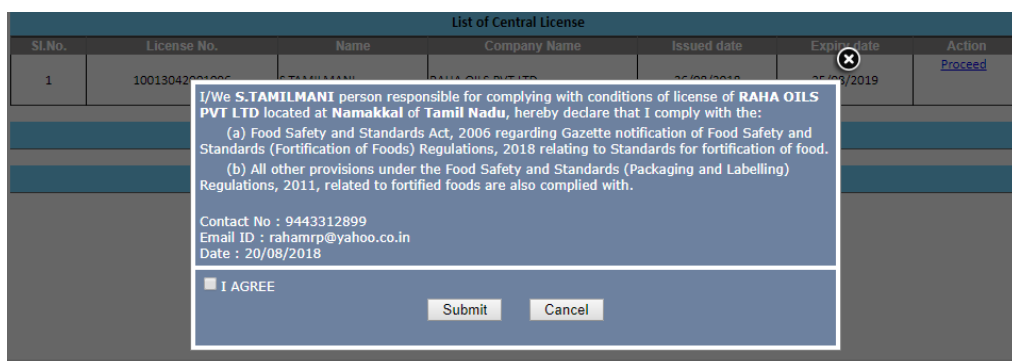 List of Central License
Sl.No. License No. Name Company Name Issued date Expiry date Action
1 Proceed
I/We S.TAMILMANI person responsible for complying with conditions of license of RAHA OILS
PVT LTD located at Namakkal of Tamil Nadu, hereby declare that I comply with the:
(a) Food Safety and Standards Act, 2006 regarding Gazette notification of Food Safety and
Standards (Fortification of Foods) Regulations, 2018 relating to Standards for fortification of food.
(b) All other provisions under the Food Safety and Standards (Packaging and Labelling)
Regulations, 2011, related to fortified foods are also complied with.
Contact No : 9443312899
Email ID : rahamrp@yahoo.co.in
Date : 20/08/2018
I AGREE
Submit Cancel